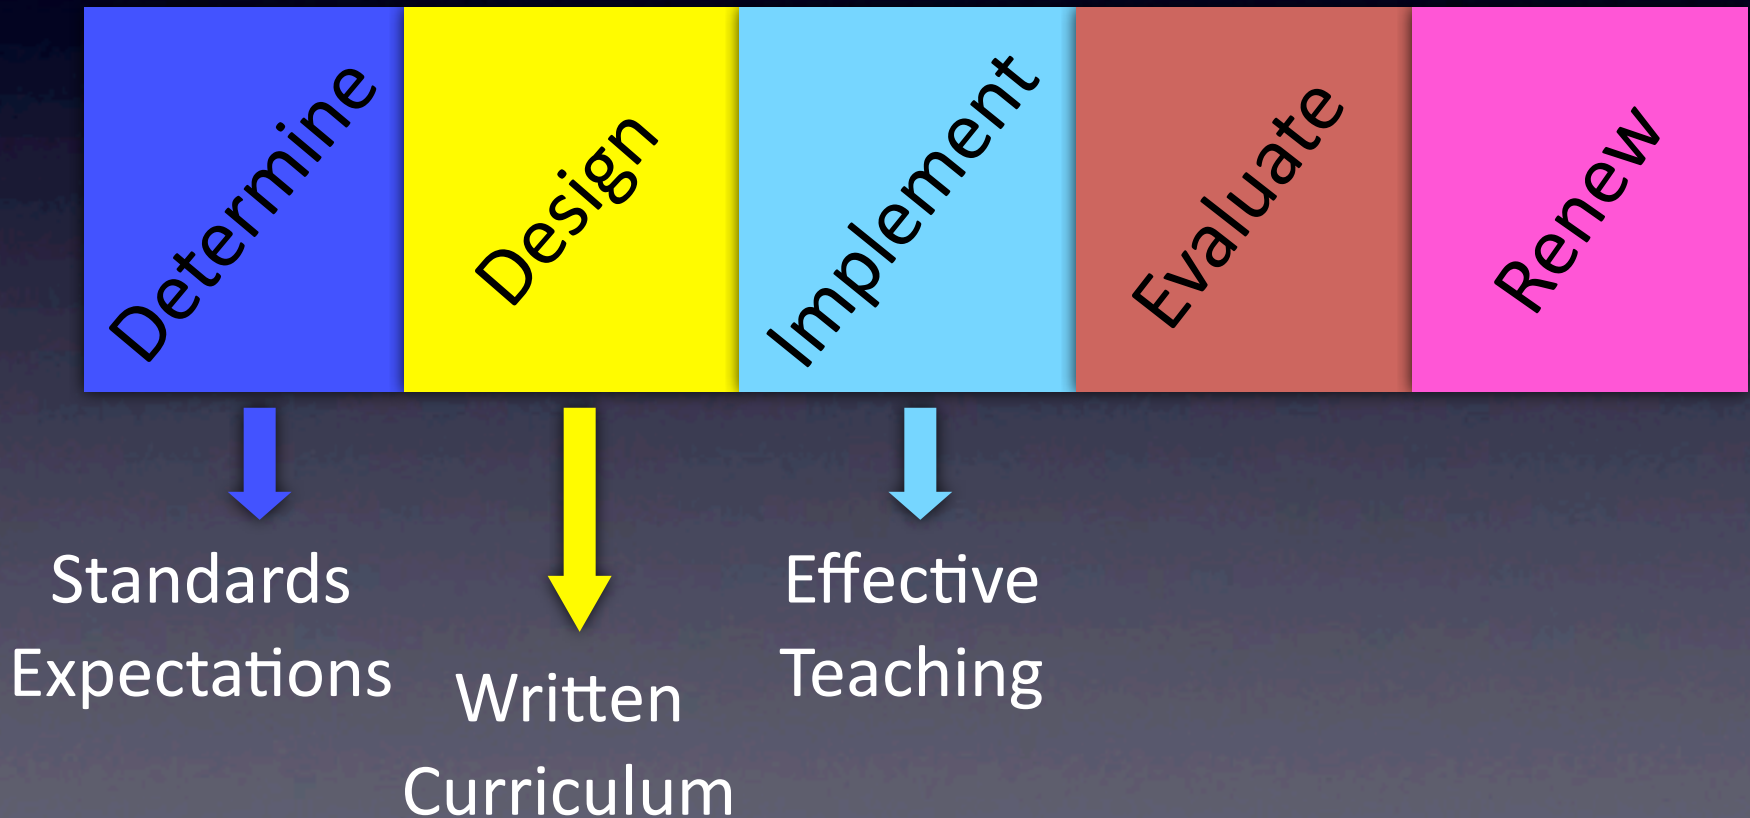 Determine
Design
Implement
Evaluate
Renew
Standards
Expectations
Written
Curriculum
Effective
Teaching